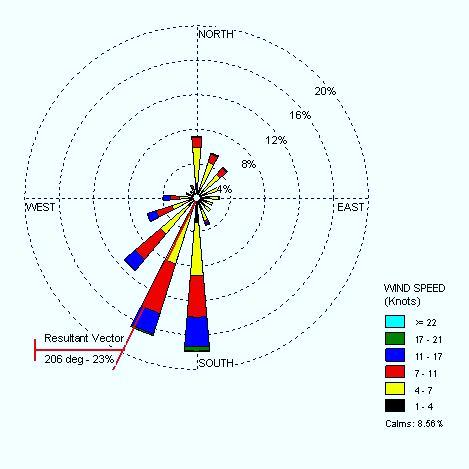 NORTH
20%
16%
12%
8%
4%
WEST
EAST
WIND SPEED
(Knots)
>= 22
17 - 21
11 - 17
7 - 11
4 - 7
1 - 4
Calms: 8.56%
Resultant Vector
206 deg - 23%
SOUTH